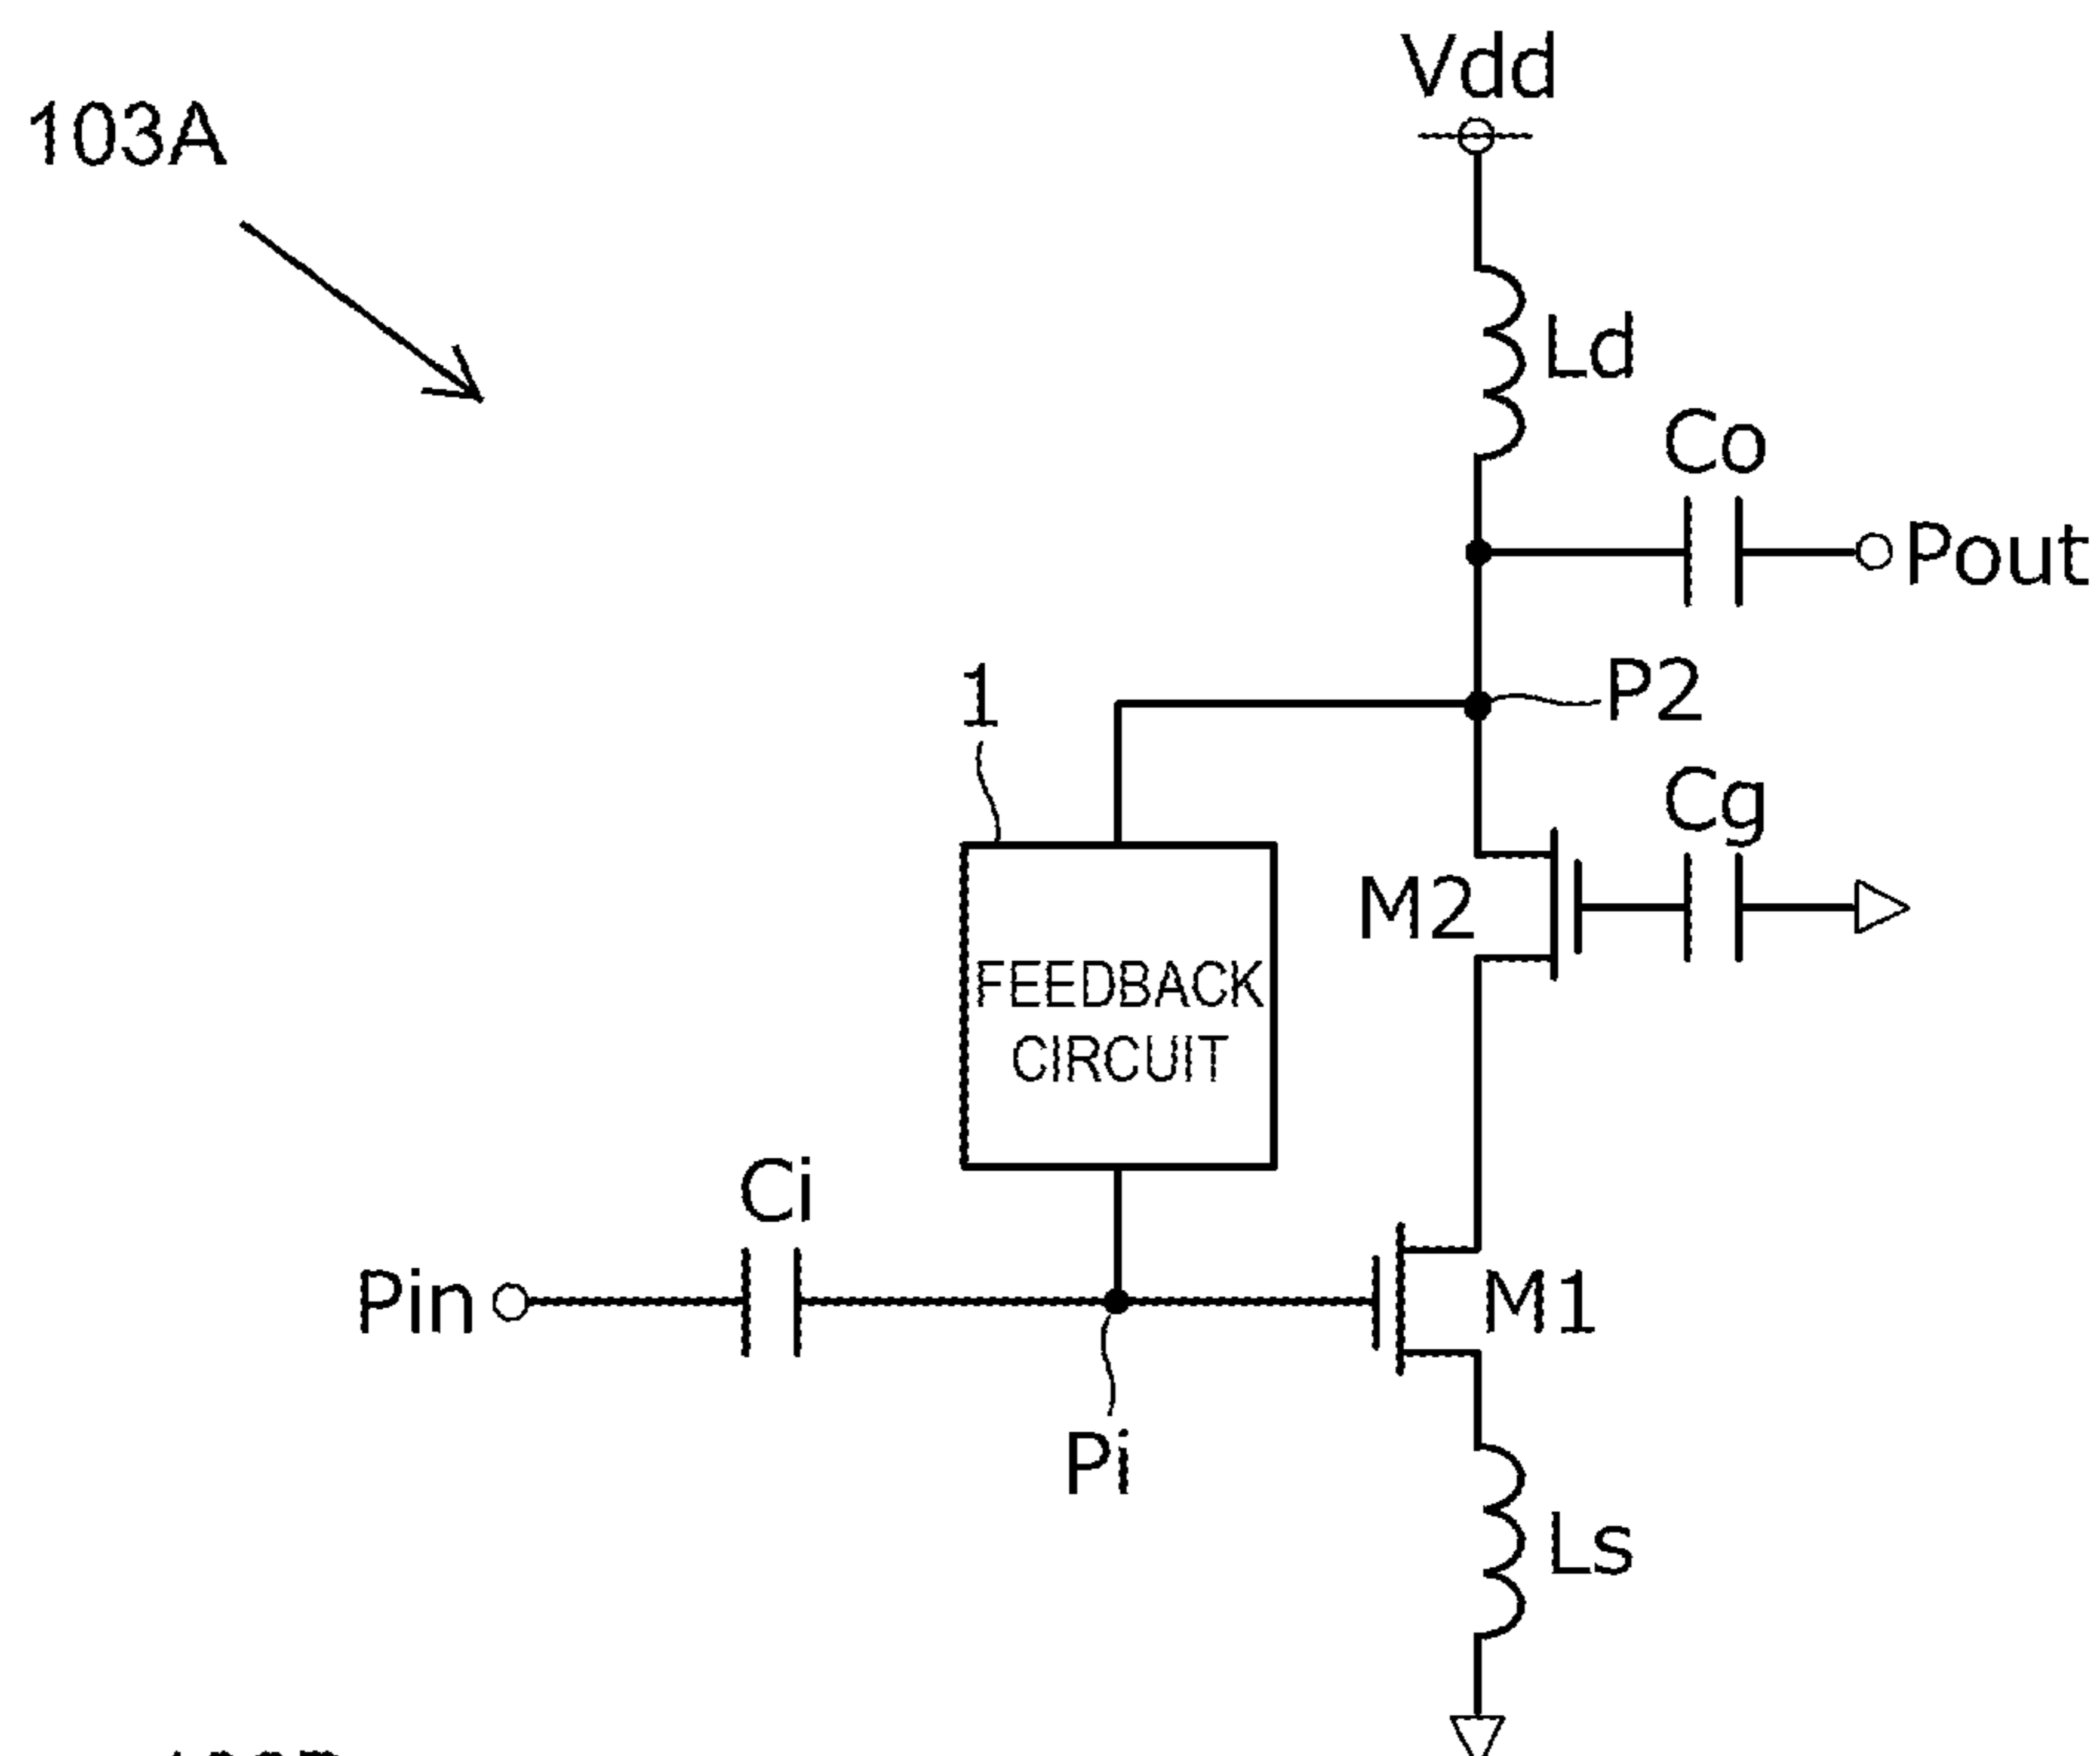 Vdd
103A
Ld
Co
Pout
1
P2
Cg
M2
FEEDBACK
CIRCUIT
Ci
Pin
M1
Pi
Ls